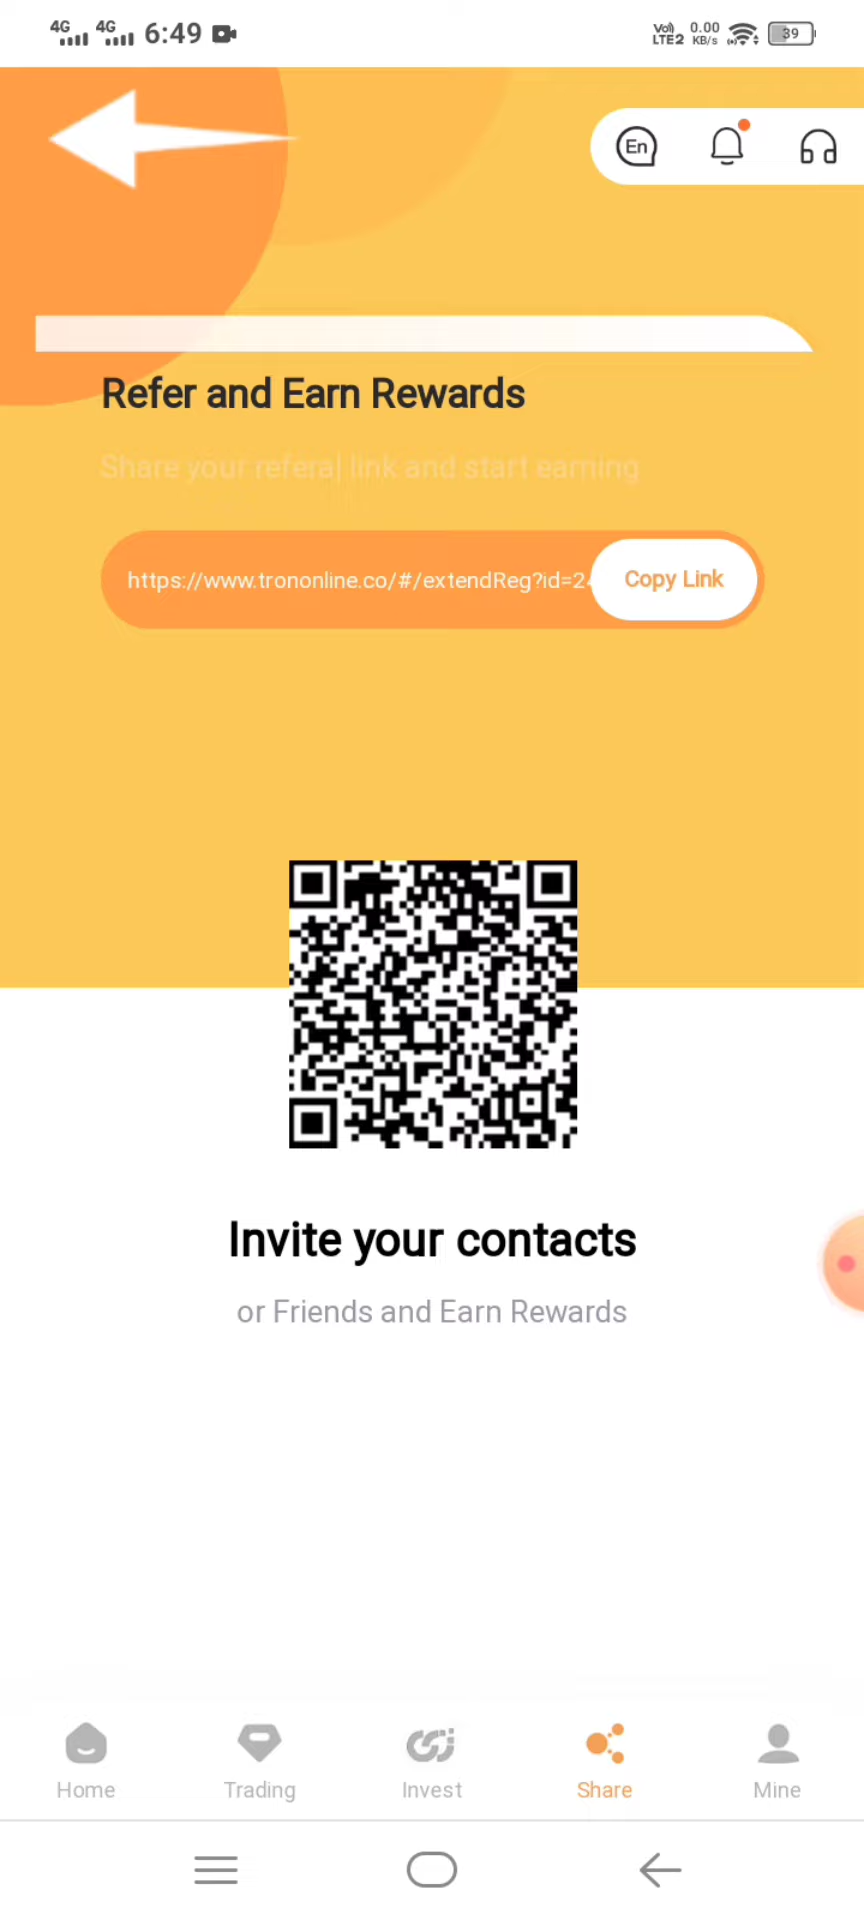 4G 4G 6:49 Vo) LTE2 0.00 KB/s 39
En
Refer and Earn Rewards
Share your referal link and start earning
https://www.trononline.co/#/extendReg?id=2 Copy Link
Invite your contacts
or Friends and Earn Rewards
Home Trading Invest Share Mine